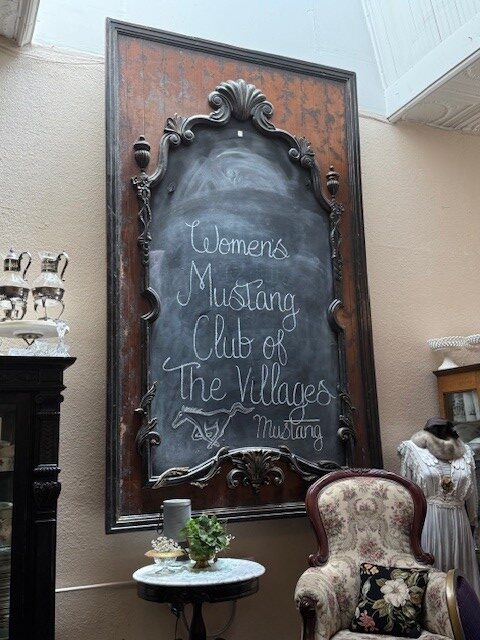 Women's
Mustang
Club of
The Villages
Mustang